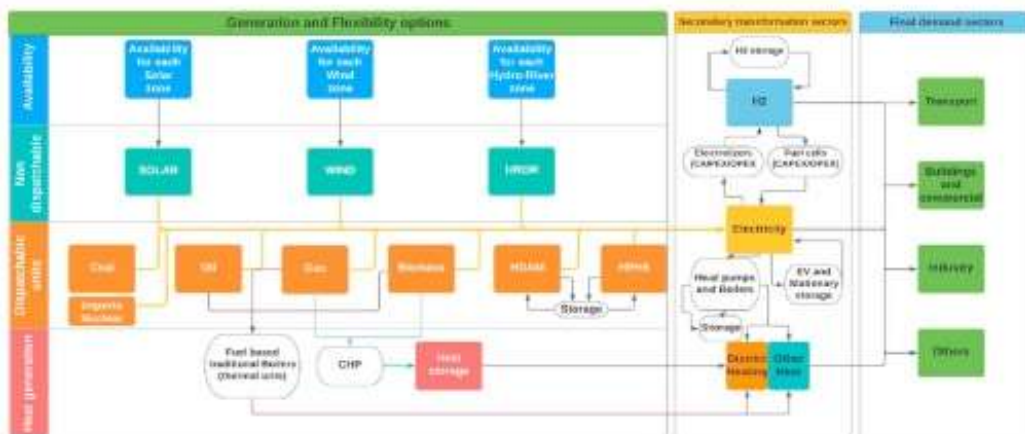 Generation and Flexibility options
Secondary transformation sectors
Final demand sectors
Availability
Availability
for each
Solar
zone
Availability
for each
Wind
zone
Availability
for each
Hydro-River
zone
H2 storage
H2
Transport
Non
dispatchable
SOLAR
WIND
HROR
Electrolizers
(CAPEX/OPEX
Fuel cells
(CAPEX/OPEX)
Buildings
and
commercial
Dispatchable
units
Coal
Oil
Gas
Biomass
HDAM
HPHS
Electricity
Imports
Nuclear
Storage
Heat pumps
and Boilers
EV and
Stationary
storage
Industry
Storage
Heat generation
Fuel based
traditional Boilers
(thermal units)
CHP
Heat
storage
District
Heating
Other
Heat
Others